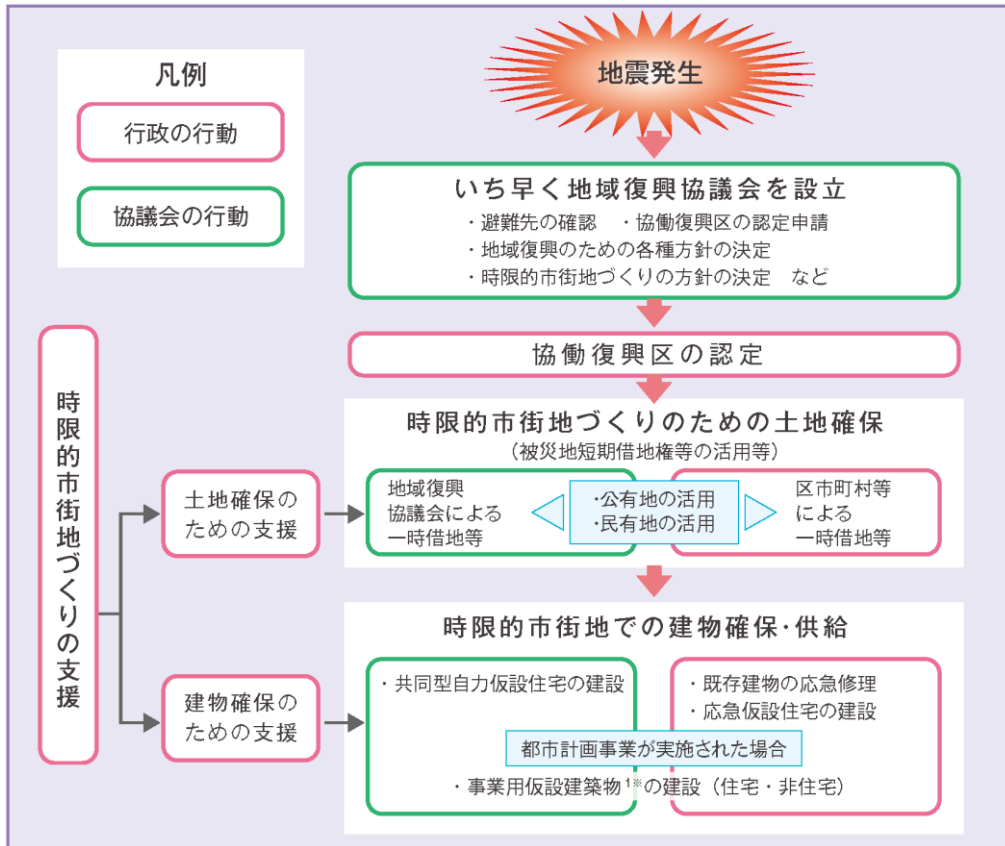 凡例
行政の行動
協議会の行動
地震発生
いち早く地域復興協議会を設立
・避難先の確認　・協働復興区の認定申請
・地域復興のための各種方針の決定
・時限的市街地づくりの方針の決定　など
協働復興区の認定
時限的市街地づくりの支援
土地確保の
ための支援
建物確保の
ための支援
時限的市街地づくりのための土地確保
（被災地短期借地権等の活用等）
地域復興
協議会による
一時借地等
・公有地の活用
・民有地の活用
区市町村等
による
一時借地等
時限的市街地での建物確保・供給
・共同型自力仮設住宅の建設
・既存建物の応急修理
・応急仮設住宅の建設
都市計画事業が実施された場合
・事業用仮設建築物1※の建設（住宅・非住宅）